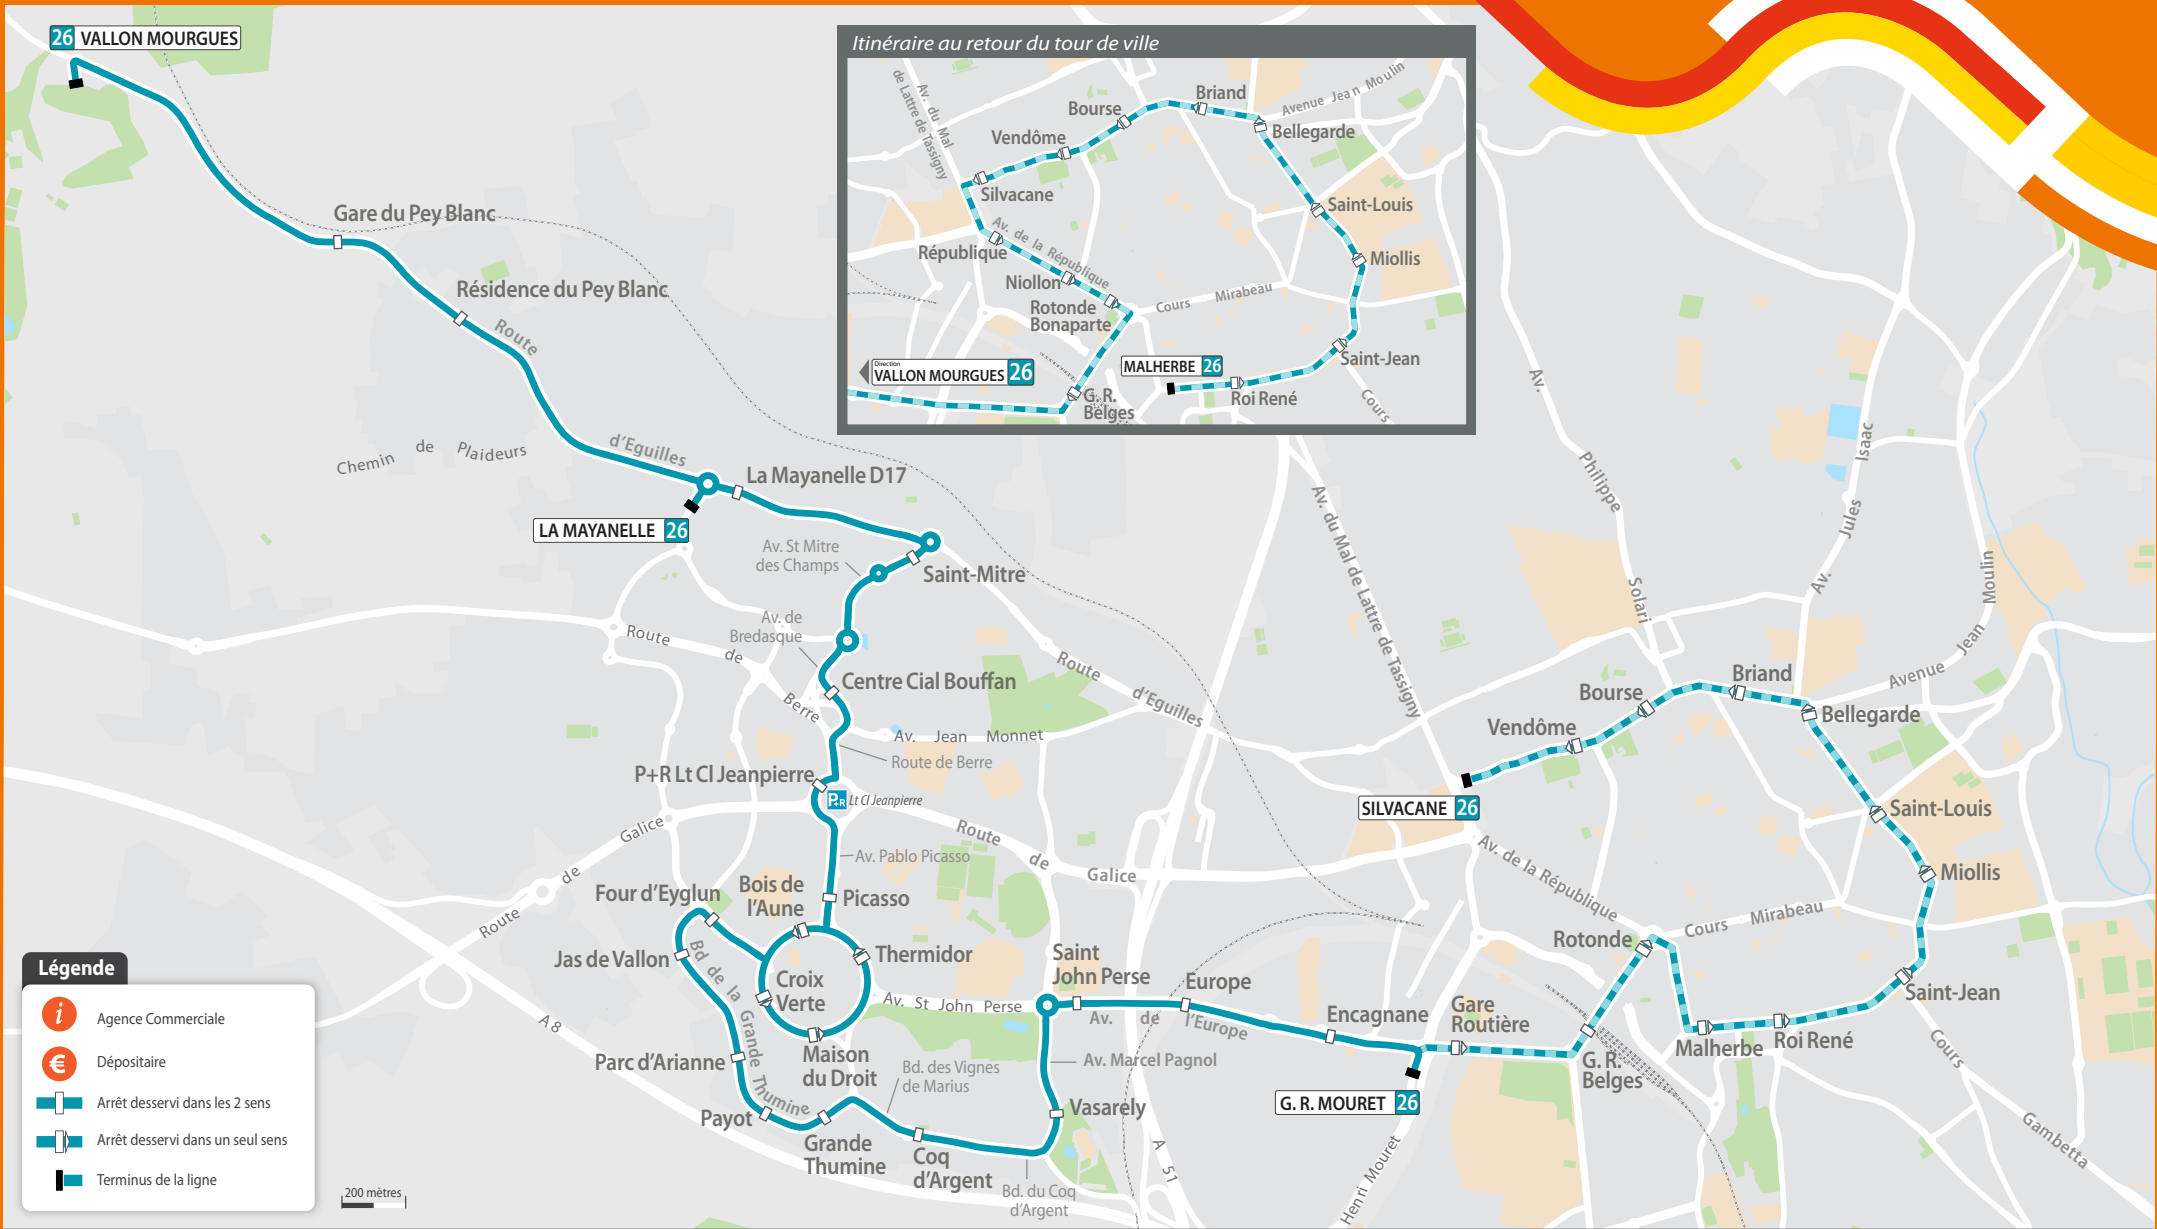 26 VALLON MOURGUES
Itinéraire au retour du tour de ville
Av. du Mal
de Lattre de Tassigny
Avenue Jean Moulin
Briand
Bourse
Bellegarde
Vendôme
Silvacane
Saint-Louis
Av. de la République
République
Miollis
Niollon
Cours Mirabeau
Rotonde
Bonaparte
Saint-Jean
Direction
VALLON MOURGUES 26
MALHERBE 26
G. R.
Belges
Roi René
Cours
Gare du Pey Blanc
Résidence du Pey Blanc
Route
d'Eguilles
Chemin de Plaideurs
La Mayanelle D17
LA MAYANELLE 26
Av. St Mitre
des Champs
Saint-Mitre
Av. de
Bredasque
Route de Berre
Centre Cial Bouffan
Route d'Eguilles
Av. Jean Monnet
Route de Berre
P+R Lt Cl Jeanpierre
P+R Lt Cl Jeanpierre
Route de Galice
Route de Galice
Av. Pablo Picasso
Picasso
Four d'Eyglun
Bois de
l'Aune
Jas de Vallon
Thermidor
Croix
Verte
Bd de la Grande Thumine
Av. St John Perse
Saint
John Perse
Europe
Av. de l'Europe
Encagnane
Gare
Routière
Parc d'Arianne
Maison
du Droit
Bd. des Vignes
de Marius
Av. Marcel Pagnol
Payot
Vasarely
Grande
Thumine
Coq
d'Argent
Bd. du Coq
d'Argent
G. R. MOURET 26
Henri Mouret
A 8
A 51
Av. du Mal de Lattre de Tassigny
Av. Philippe Solari
Av. Jules Isaac
Avenue Jean Moulin
Briand
Bourse
Bellegarde
Vendôme
SILVACANE 26
Saint-Louis
Av. de la République
Miollis
Cours Mirabeau
Rotonde
Saint-Jean
Malherbe
Roi René
G. R.
Belges
Cours Gambetta
Légende
i Agence Commerciale
€ Dépositaire
Arrêt desservi dans les 2 sens
Arrêt desservi dans un seul sens
Terminus de la ligne
200 mètres